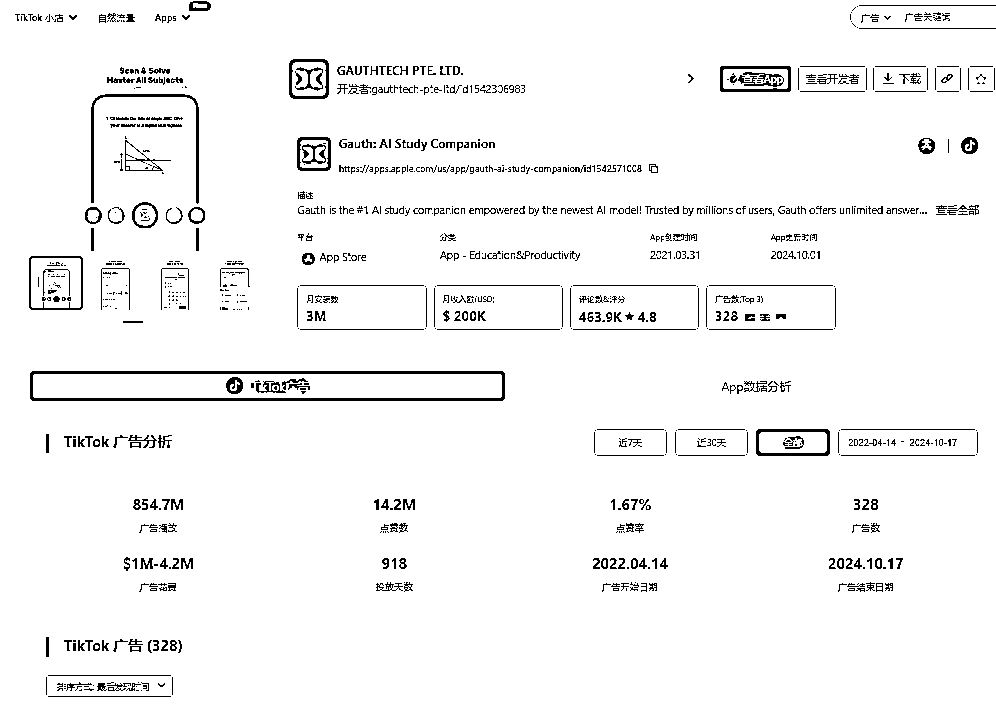 TikTok 小店 自然流量 Apps
广告 广告关键词
Scan & Solve
Master All Subjects
GAUTHTECH PTE. LTD.
开发者:gauthtech-pte-ltd/id1542306983
查看App 查看开发者 下载
Gauth: AI Study Companion
https://apps.apple.com/us/app/gauth-ai-study-companion/id1542571008
描述
Gauth is the #1 AI study companion empowered by the newest AI model! Trusted by millions of users, Gauth offers unlimited answer... 查看全部
平台 分类 App创建时间 App更新时间
App Store App - Education&Productivity 2021.03.31 2024.10.01
月安装数 月收入额(USD) 评论数&评分 广告数(Top 3)
3M $ 200K 463.9K ★ 4.8 328
TikTok广告 App数据分析
TikTok 广告分析 近7天 近30天 全部 2022-04-14 - 2024-10-17
854.7M 14.2M 1.67% 328
广告播放 点赞数 点赞率 广告数
$1M-4.2M 918 2022.04.14 2024.10.17
广告花费 投放天数 广告开始日期 广告结束日期
TikTok 广告 (328)
排序方式: 最后发现时间